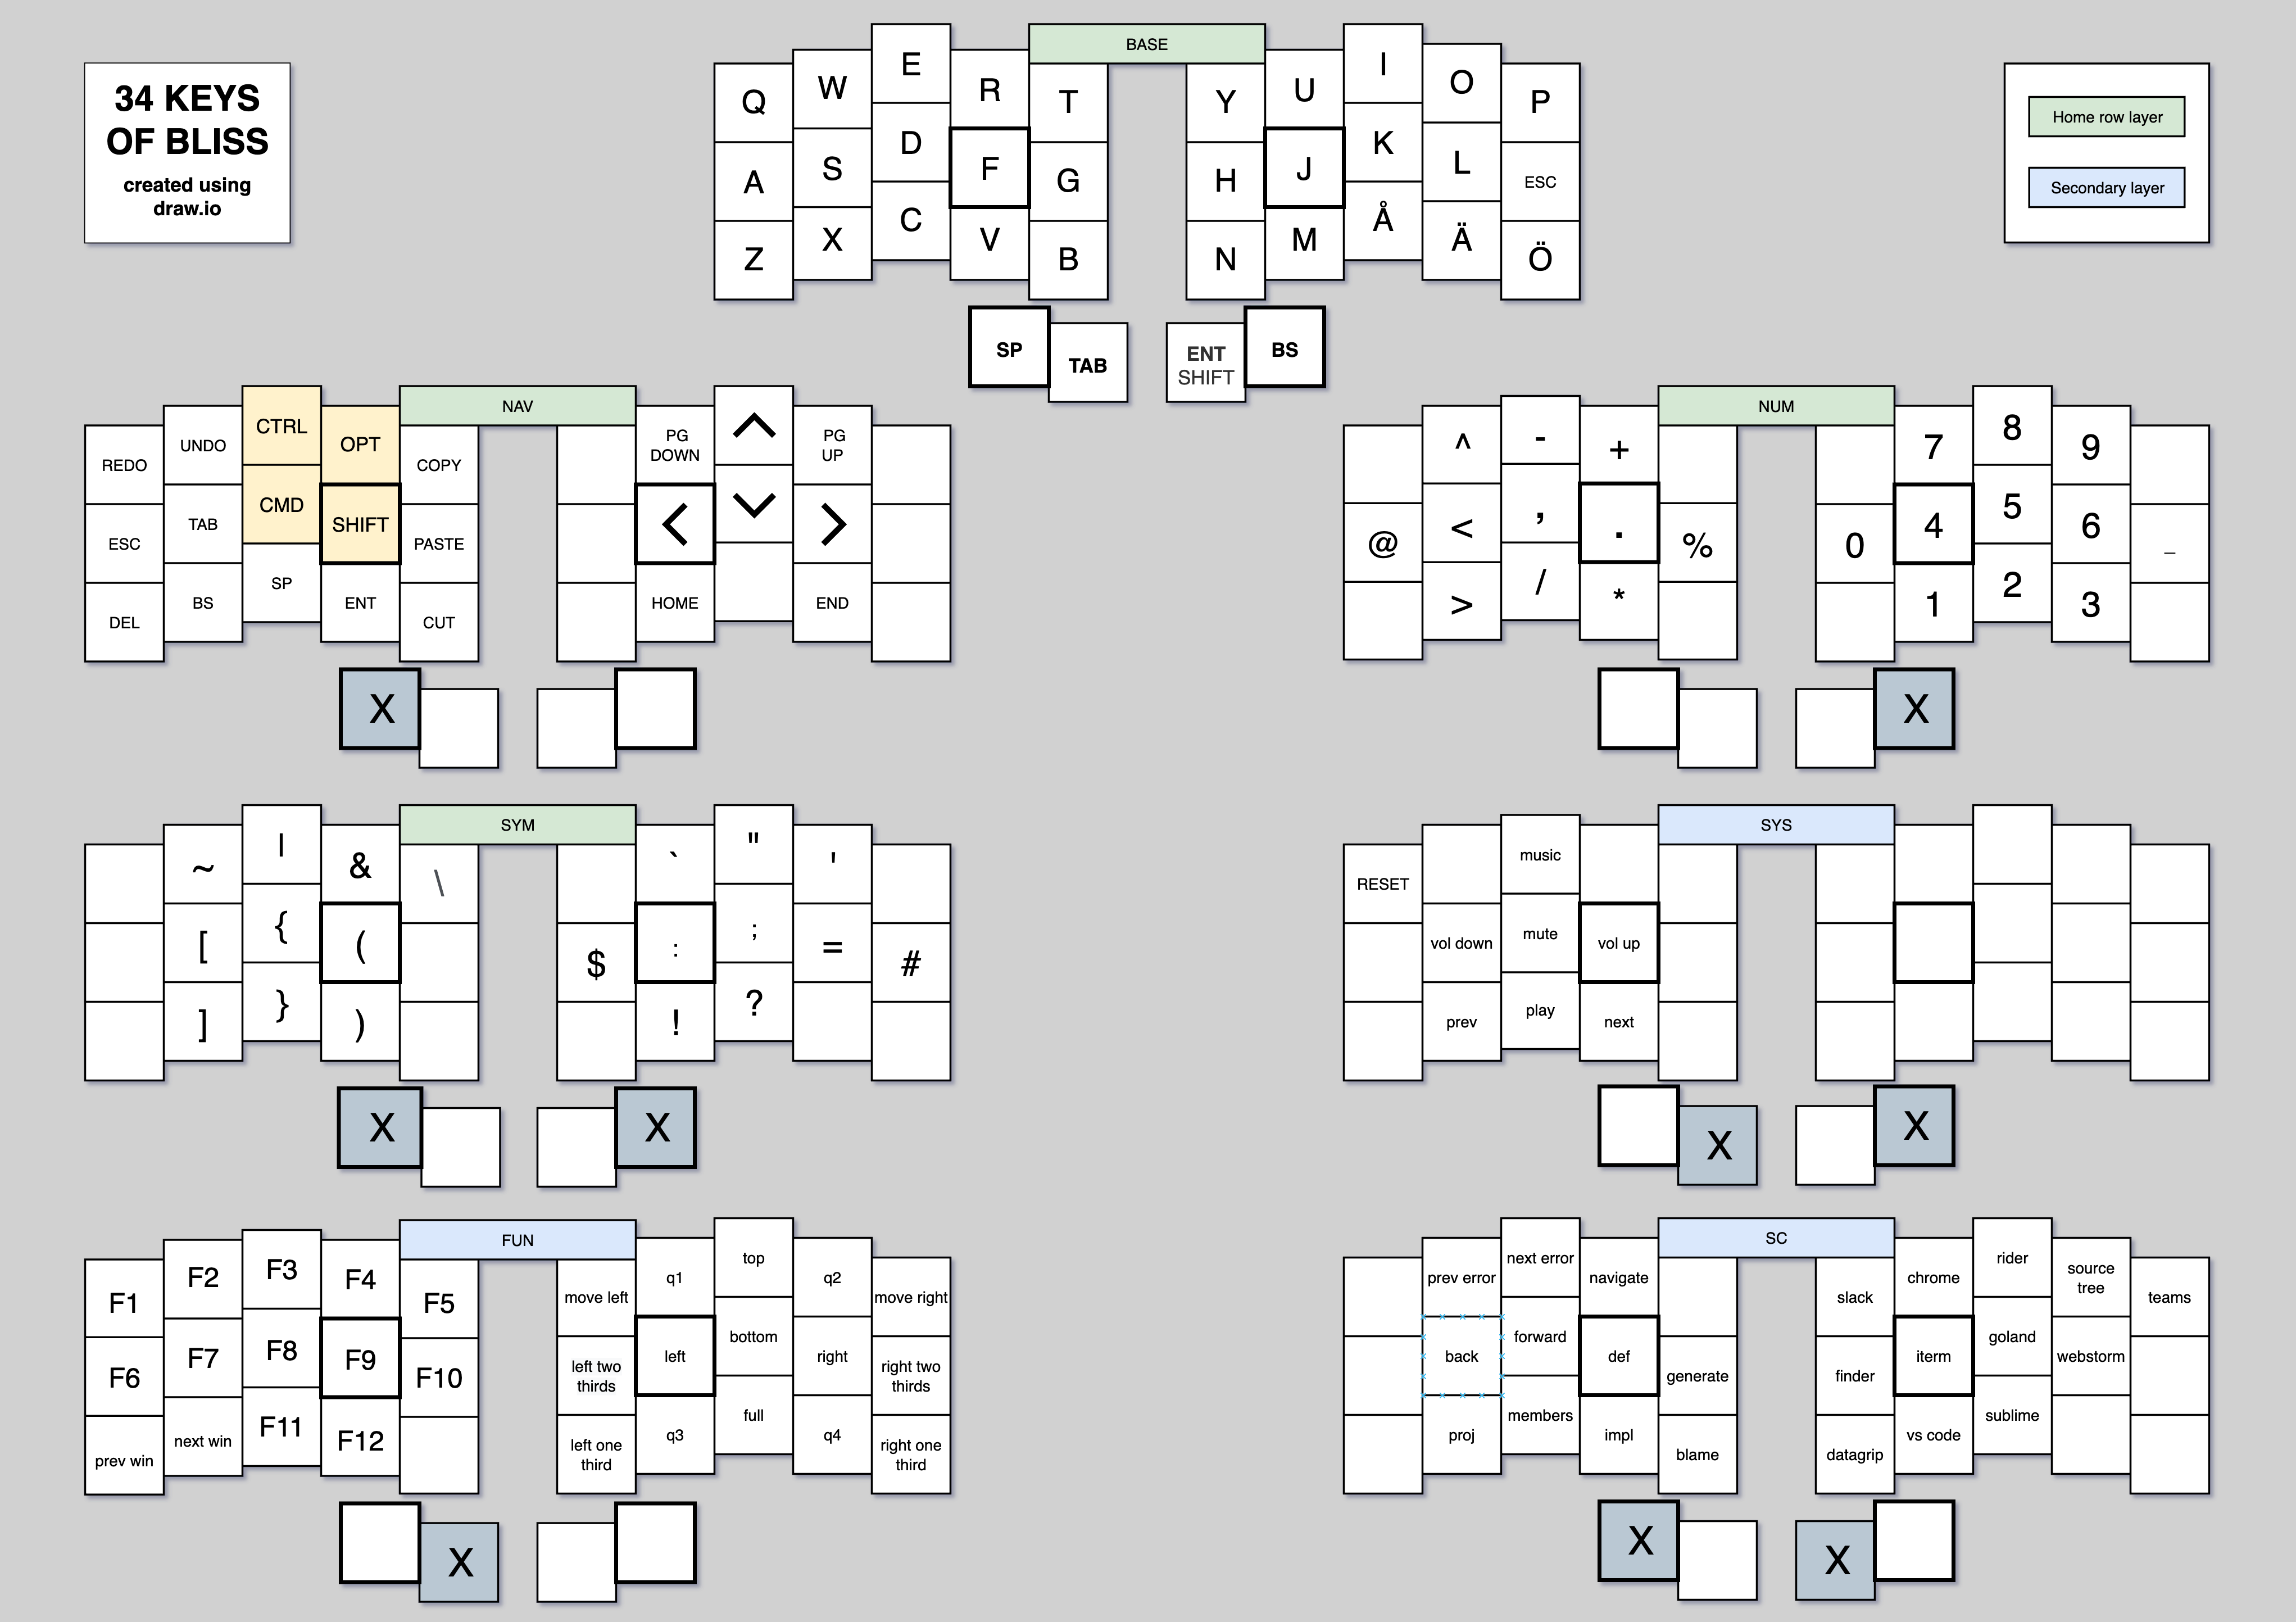 34 KEYS
OF BLISS
created using
draw.io
BASE
Q W E R T Y U I O P
A S D F G H J K L ESC
Z X C V B N M Å Ä Ö
SP TAB ENT SHIFT BS
Home row layer
Secondary layer
NAV
REDO UNDO CTRL OPT COPY PG DOWN ^ PG UP
ESC TAB CMD SHIFT PASTE < ⌄ >
DEL BS SP ENT CUT HOME END
X
NUM
^ - + 7 8 9
@ < , . % 0 4 5 6 _
> / * 1 2 3
X
SYM
~ | & \ ` " '
[ { ( $ : ; = #
] } ) ! ?
X X
SYS
RESET music
vol down mute vol up
prev play next
X X
FUN
F1 F2 F3 F4 F5 move left q1 top q2 move right
F6 F7 F8 F9 F10 left two thirds left bottom right right two thirds
prev win next win F11 F12 left one third q3 full q4 right one third
X
SC
prev error next error navigate slack chrome rider source tree teams
back forward def generate finder iterm goland webstorm
proj members impl blame datagrip vs code sublime
X X